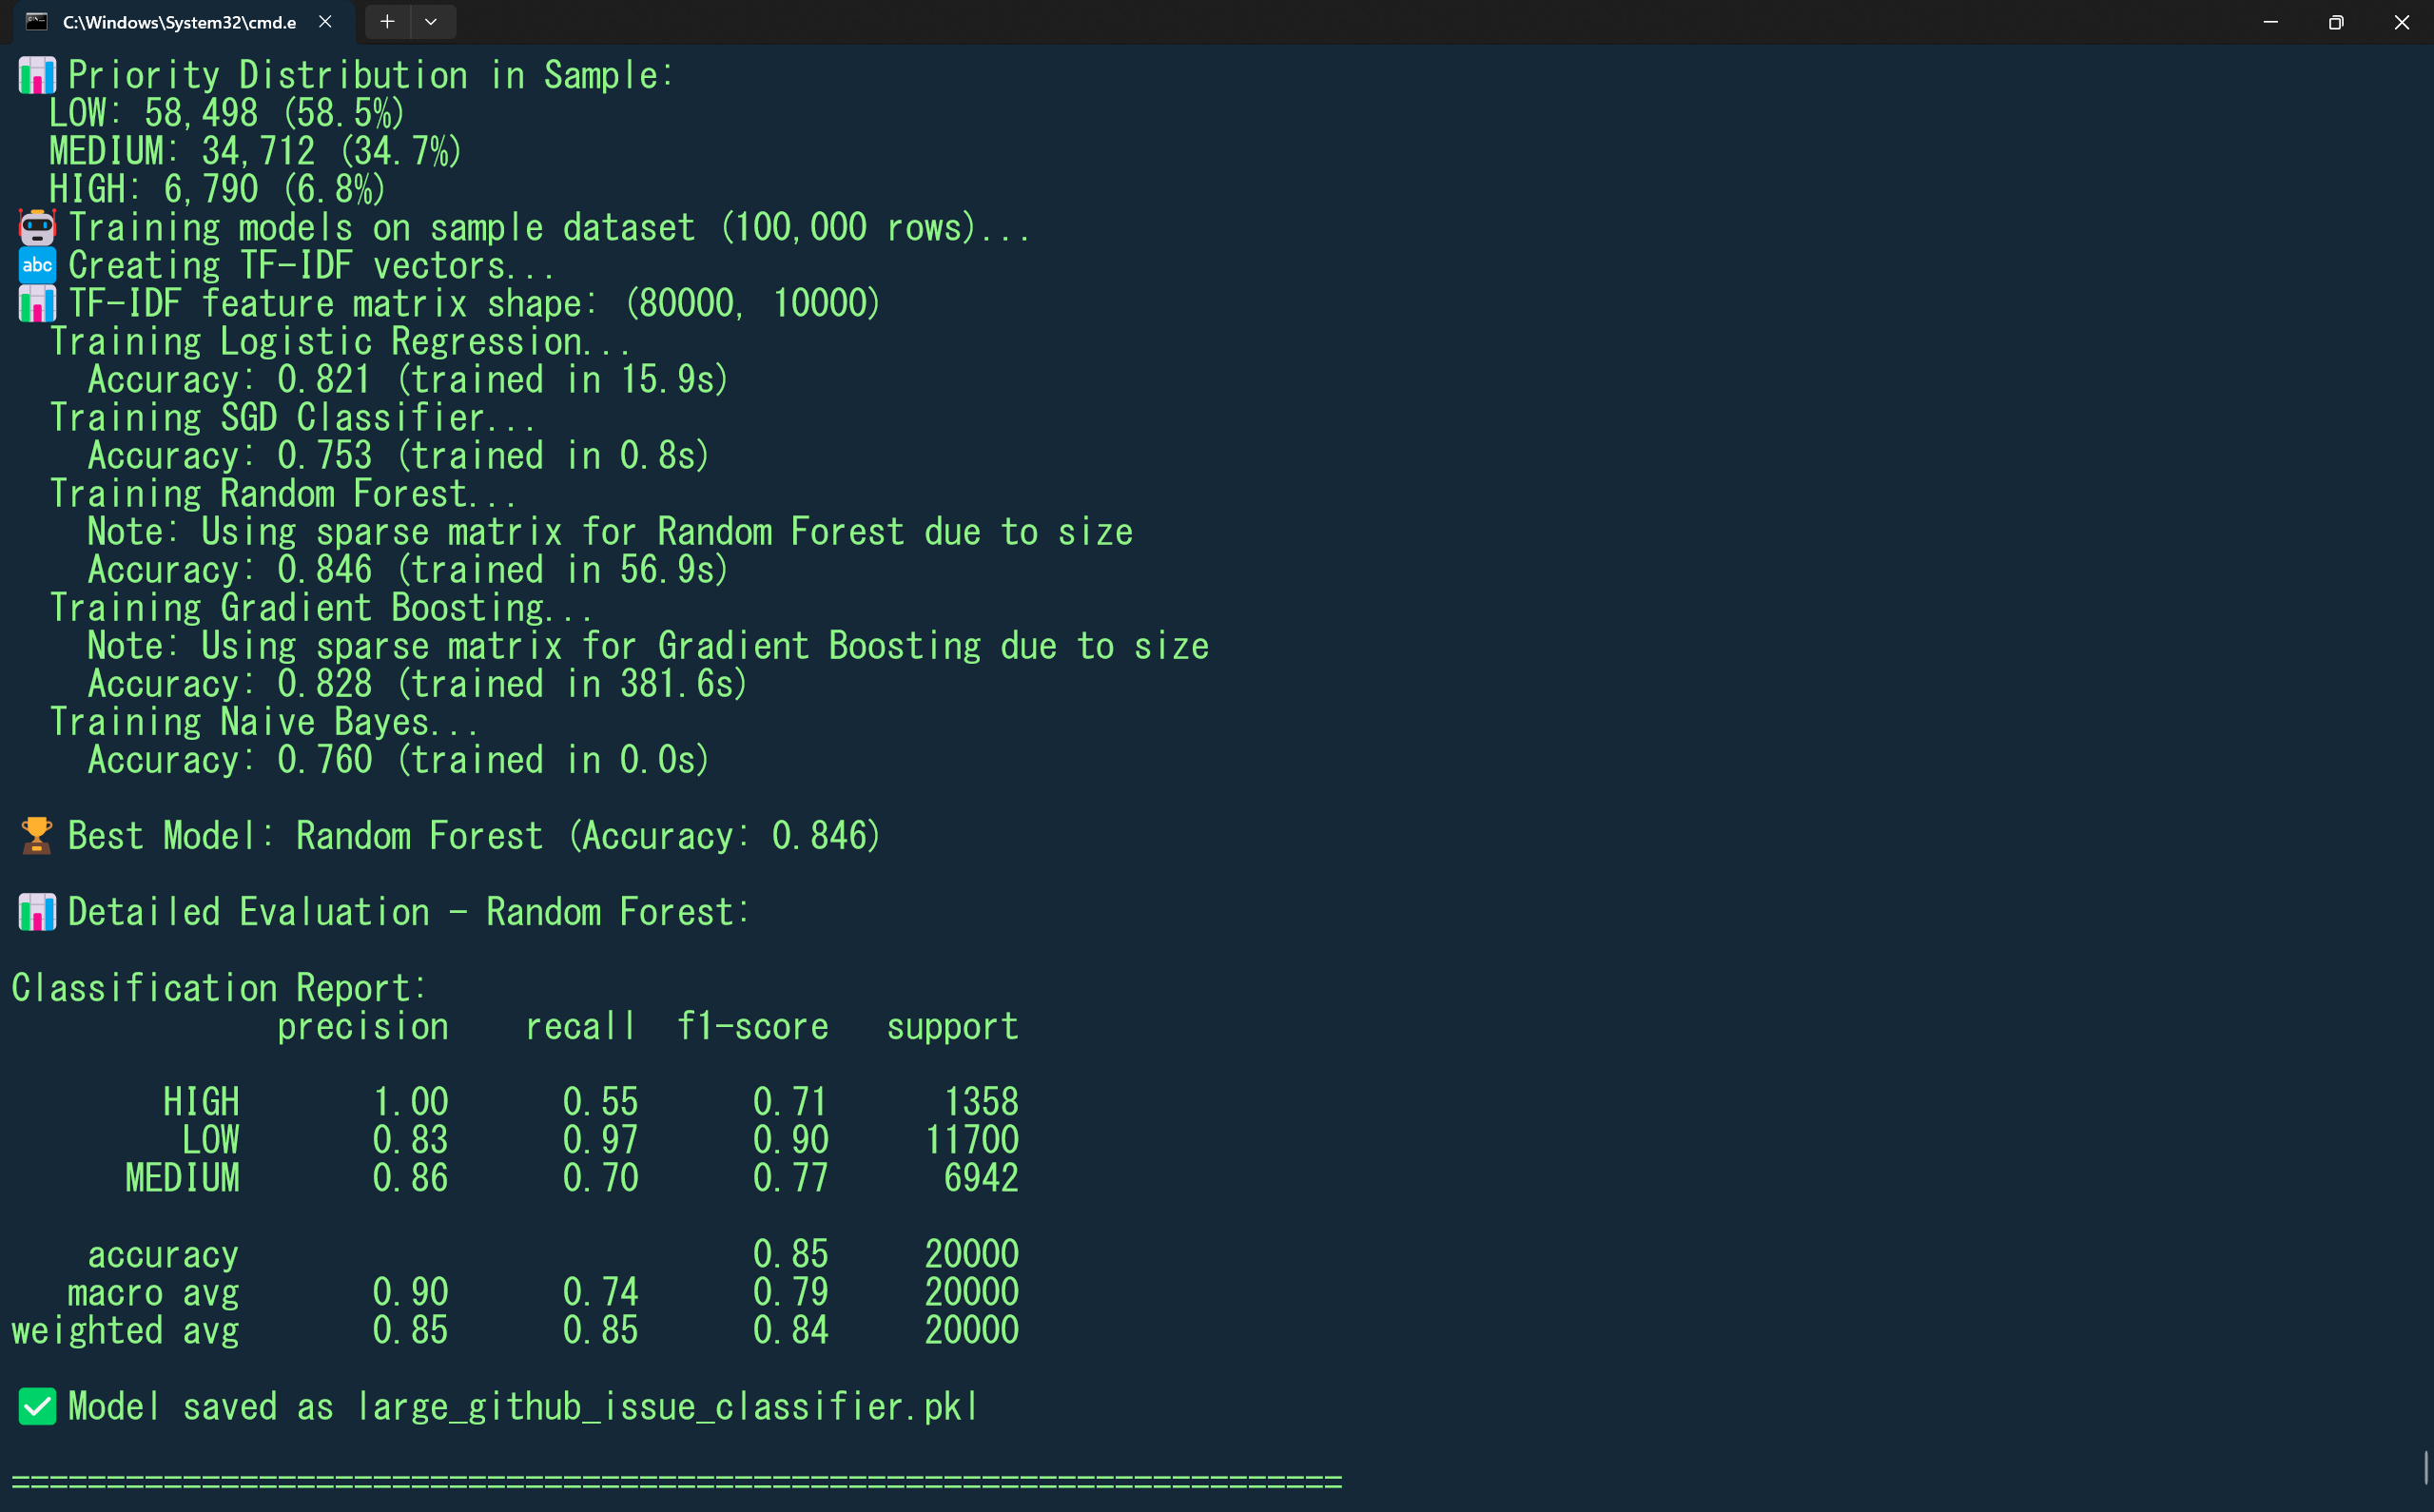 C:\Windows\System32\cmd.e
Priority Distribution in Sample:
LOW: 58,498 (58.5%)
MEDIUM: 34,712 (34.7%)
HIGH: 6,790 (6.8%)
Training models on sample dataset (100,000 rows)...
abc Creating TF-IDF vectors...
TF-IDF feature matrix shape: (80000, 10000)
Training Logistic Regression...
Accuracy: 0.821 (trained in 15.9s)
Training SGD Classifier...
Accuracy: 0.753 (trained in 0.8s)
Training Random Forest...
Note: Using sparse matrix for Random Forest due to size
Accuracy: 0.846 (trained in 56.9s)
Training Gradient Boosting...
Note: Using sparse matrix for Gradient Boosting due to size
Accuracy: 0.828 (trained in 381.6s)
Training Naive Bayes...
Accuracy: 0.760 (trained in 0.0s)
Best Model: Random Forest (Accuracy: 0.846)
Detailed Evaluation - Random Forest:
Classification Report:
precision recall f1-score support
HIGH 1.00 0.55 0.71 1358
LOW 0.83 0.97 0.90 11700
MEDIUM 0.86 0.70 0.77 6942
accuracy 0.85 20000
macro avg 0.90 0.74 0.79 20000
weighted avg 0.85 0.85 0.84 20000
Model saved as large_github_issue_classifier.pkl
======================================================================